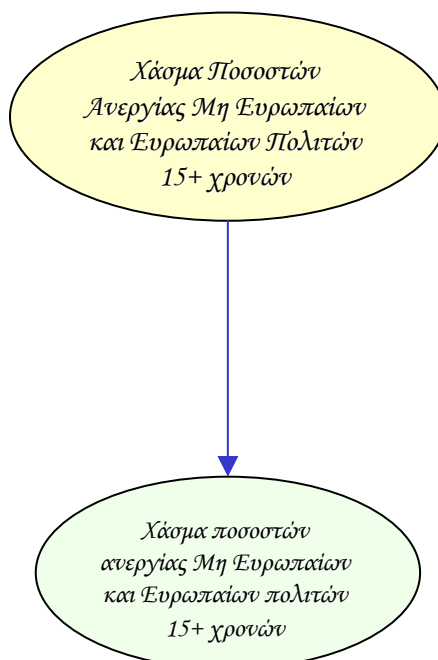 Χάσμα Ποσοστών
Ανεργίας Μη Ευρωπαίων
και Ευρωπαίων Πολιτών
15+ χρονών
Χάσμα ποσοστών
ανεργίας Μη Ευρωπαίων
και Ευρωπαίων πολιτών
15+ χρονών